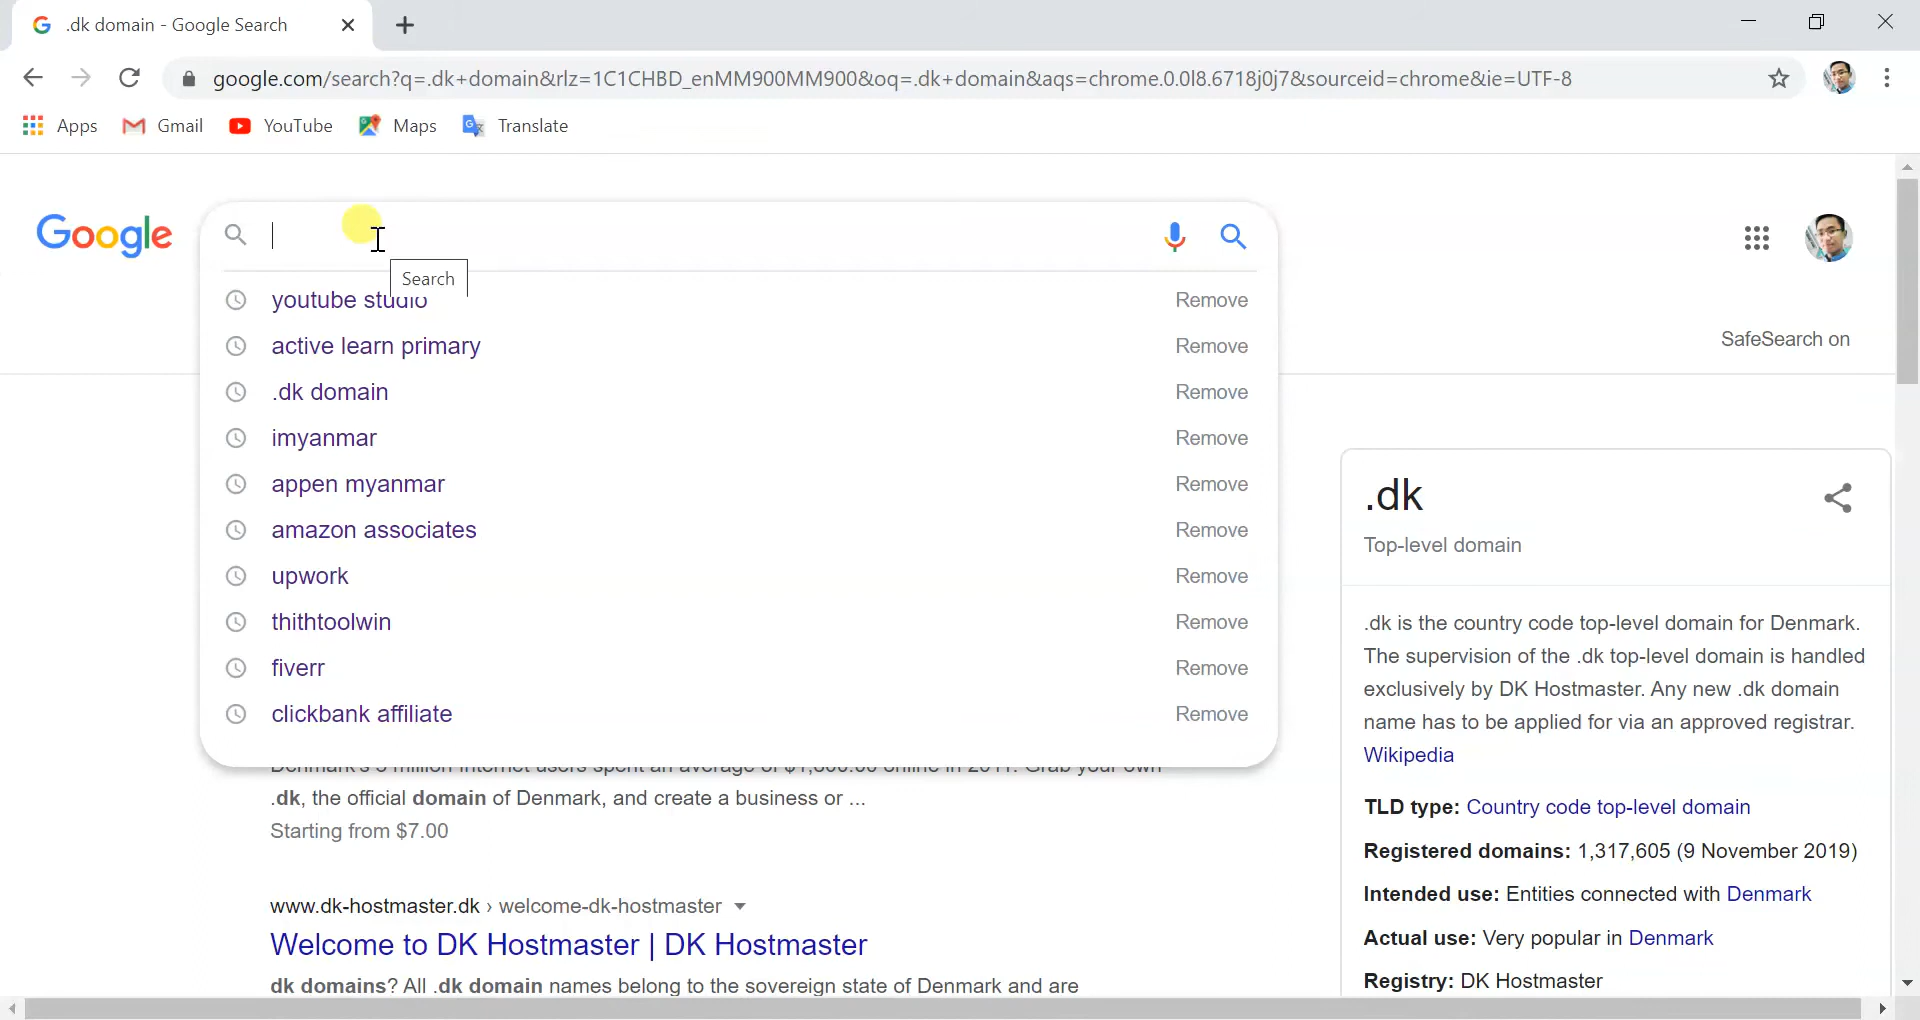 .dk domain - Google Search
google.com/search?q=.dk+domain&rlz=1C1CHBD_enMM900MM900&oq=.dk+domain&aqs=chrome.0.0l8.6718j0j7&sourceid=chrome&ie=UTF-8
Apps Gmail YouTube Maps Translate
Google
Search
youtube studio Remove
SafeSearch on
active learn primary Remove
.dk domain Remove
imyanmar Remove
appen myanmar Remove
amazon associates Remove
upwork Remove
thithtoolwin Remove
fiverr Remove
clickbank affiliate Remove
.dk, the official domain of Denmark, and create a business or ...
Starting from $7.00
www.dk-hostmaster.dk › welcome-dk-hostmaster
Welcome to DK Hostmaster | DK Hostmaster
dk domains? All .dk domain names belong to the sovereign state of Denmark and are
.dk
Top-level domain
.dk is the country code top-level domain for Denmark.
The supervision of the .dk top-level domain is handled
exclusively by DK Hostmaster. Any new .dk domain
name has to be applied for via an approved registrar.
Wikipedia
TLD type: Country code top-level domain
Registered domains: 1,317,605 (9 November 2019)
Intended use: Entities connected with Denmark
Actual use: Very popular in Denmark
Registry: DK Hostmaster